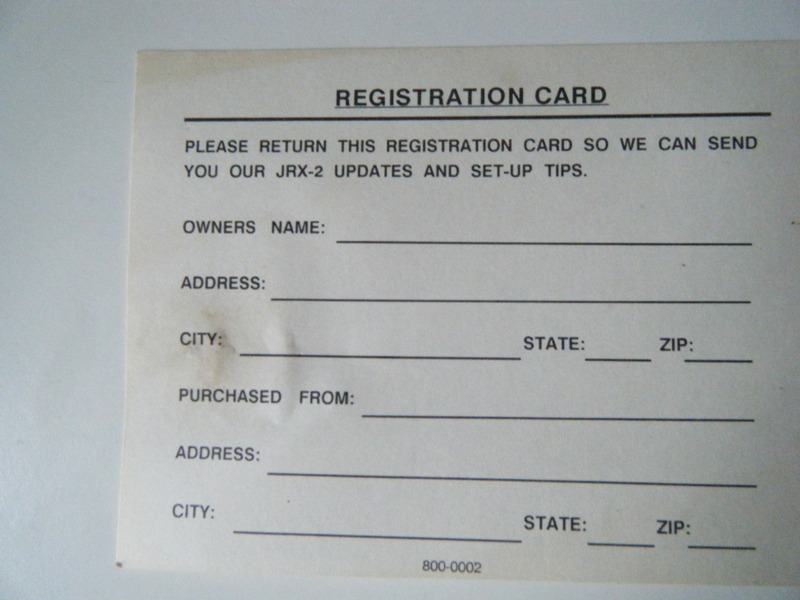 REGISTRATION CARD
PLEASE RETURN THIS REGISTRATION CARD SO WE CAN SEND
YOU OUR JRX-2 UPDATES AND SET-UP TIPS.
OWNERS NAME:
ADDRESS:
CITY: STATE: ZIP:
PURCHASED FROM:
ADDRESS:
CITY: STATE: ZIP:
800-0002